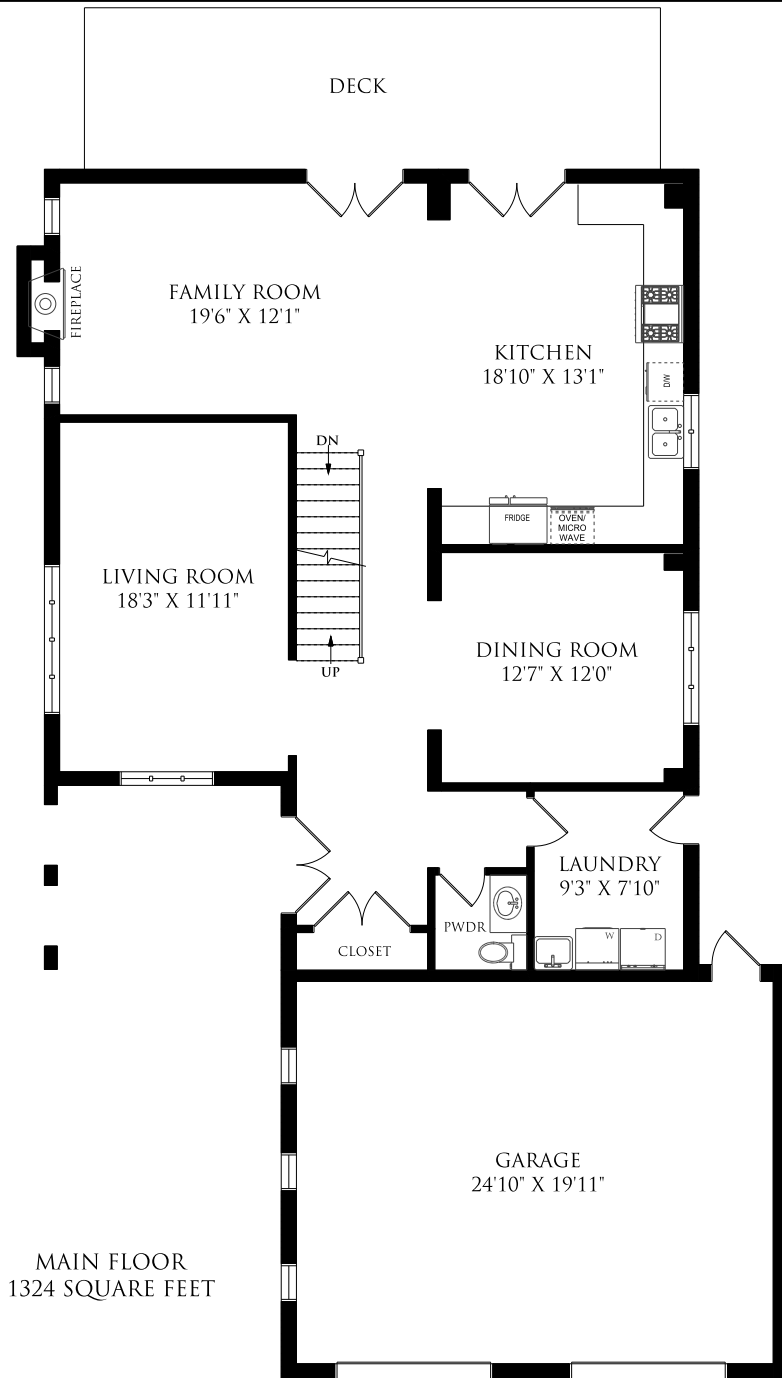 DECK
FAMILY ROOM
19'6" X 12'1"
FIREPLACE
KITCHEN
18'10" X 13'1"
D/W
DN
FRIDGE
OVEN/
MICRO
WAVE
LIVING ROOM
18'3" X 11'11"
DINING ROOM
12'7" X 12'0"
UP
LAUNDRY
9'3" X 7'10"
PWDR
W
D
CLOSET
GARAGE
24'10" X 19'11"
MAIN FLOOR
1324 SQUARE FEET